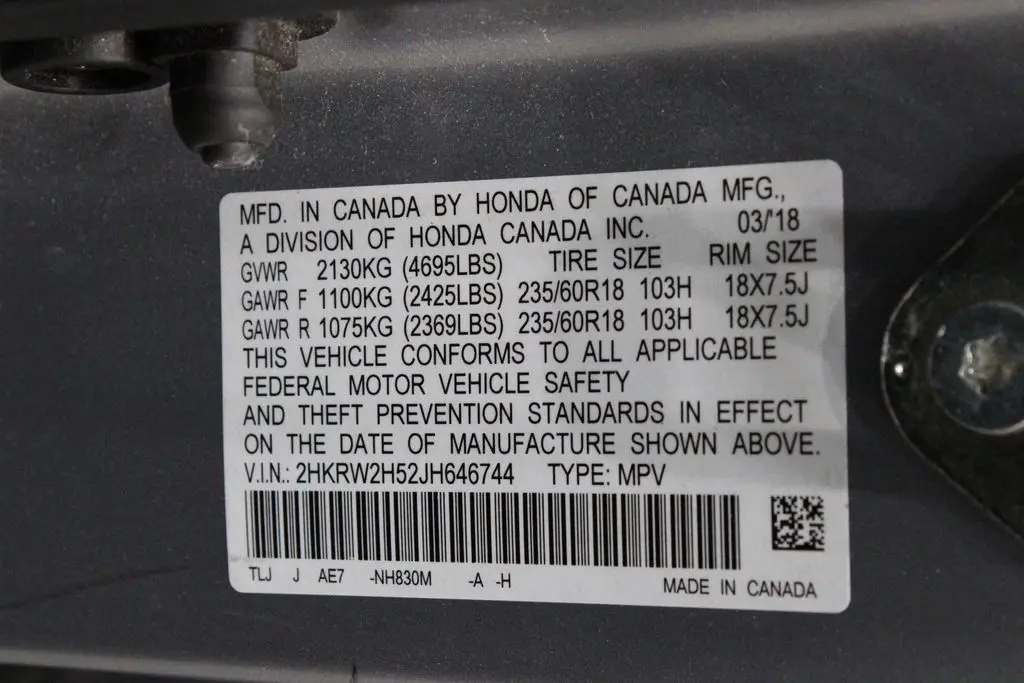 MFD. IN CANADA BY HONDA OF CANADA MFG.,
A DIVISION OF HONDA CANADA INC. 03/'18
GVWR 2130KG (4695LBS) TIRE SIZE RIM SIZE
GAWR F 1100KG (2425LBS) 235/60R18 103H 18X7.5J
GAWR R 1075KG (2369LBS) 235/60R18 103H 18X7.5J
THIS VEHICLE CONFORMS TO ALL APPLICABLE
FEDERAL MOTOR VEHICLE SAFETY
AND THEFT PREVENTION STANDARDS IN EFFECT
ON THE DATE OF MANUFACTURE SHOWN ABOVE.
V.I.N.: 2HKRW2H52JH646744 TYPE: MPV
TLJ J AE7 -NH830M -A -H
MADE IN CANADA